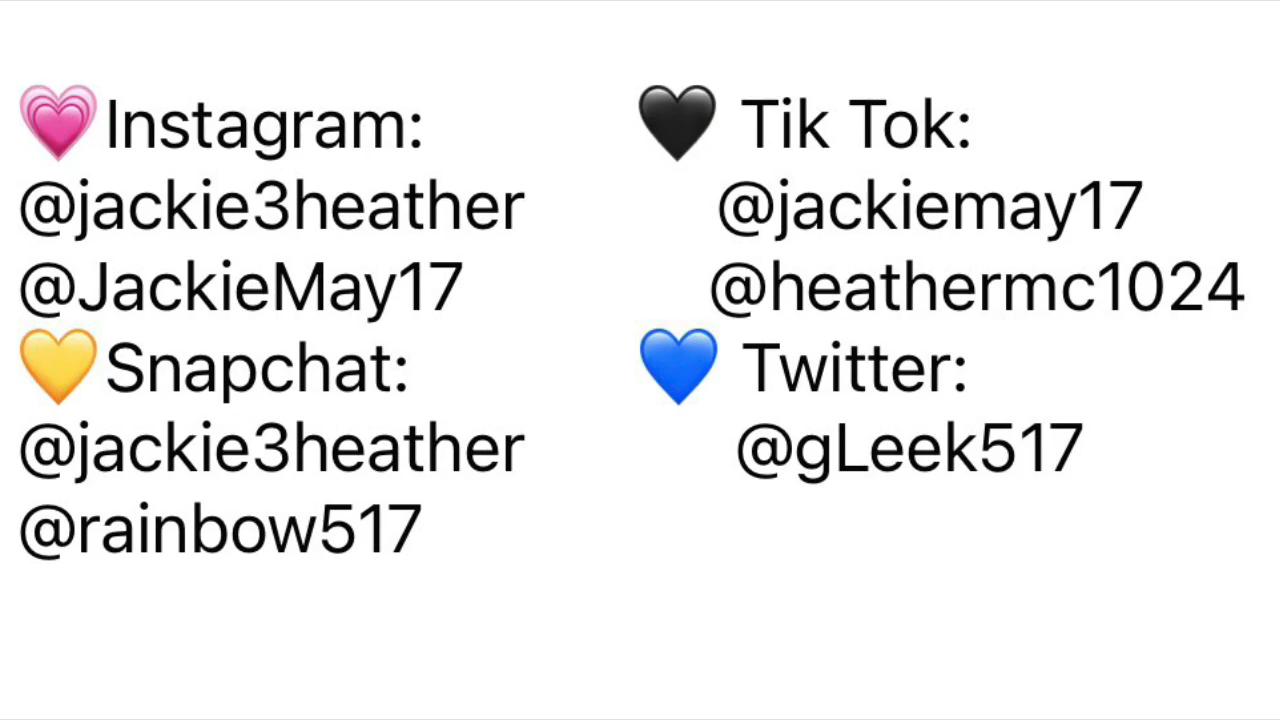 💗Instagram:
@jackie3heather
@JackieMay17
💛Snapchat:
@jackie3heather
@rainbow517
🖤 Tik Tok:
@jackiemay17
@heathermc1024
💙 Twitter:
@gLeek517